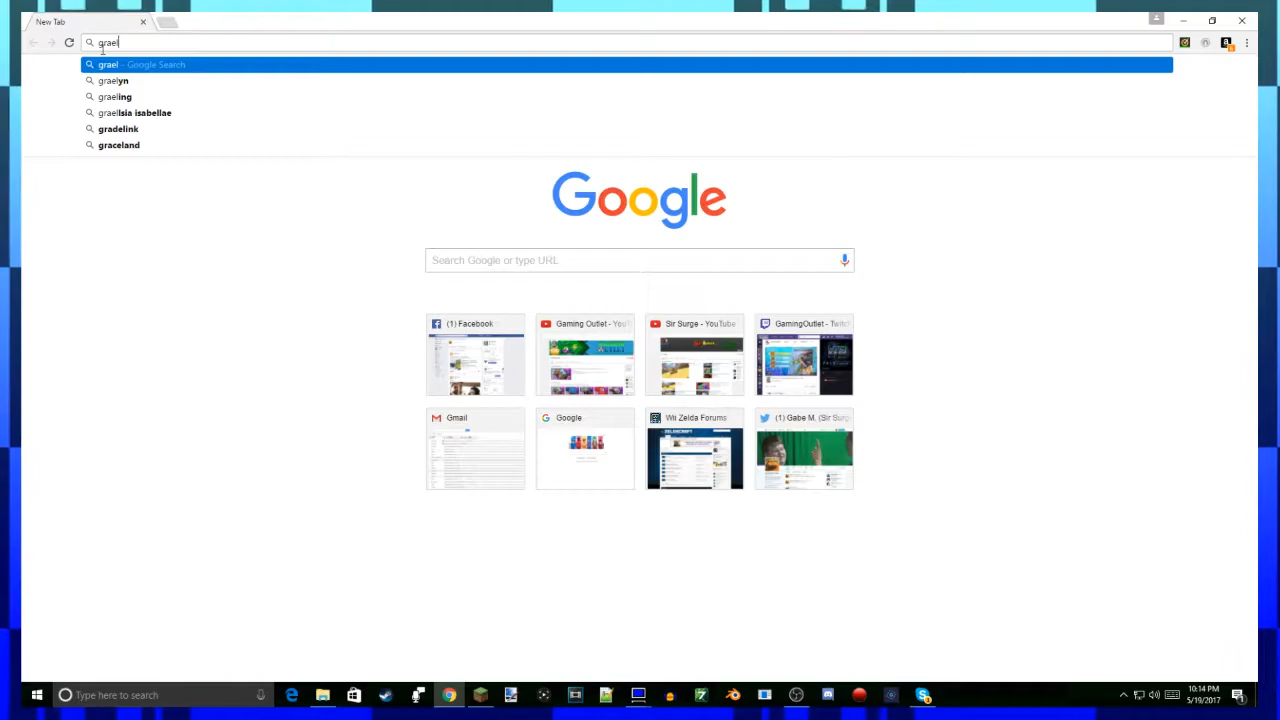 New Tab
grael
grael - Google Search
graelyn
graeling
graellsia isabellae
gradelink
graceland
Google
Search Google or type URL
(1) Facebook
Gaming Outlet - YouT
Sir Surge - YouTube
GamingOutlet - Twitch
Gmail
Google
Wii Zelda Forums
(1) Gabe M. (Sir Surg
Type here to search
10:14 PM
5/19/2017